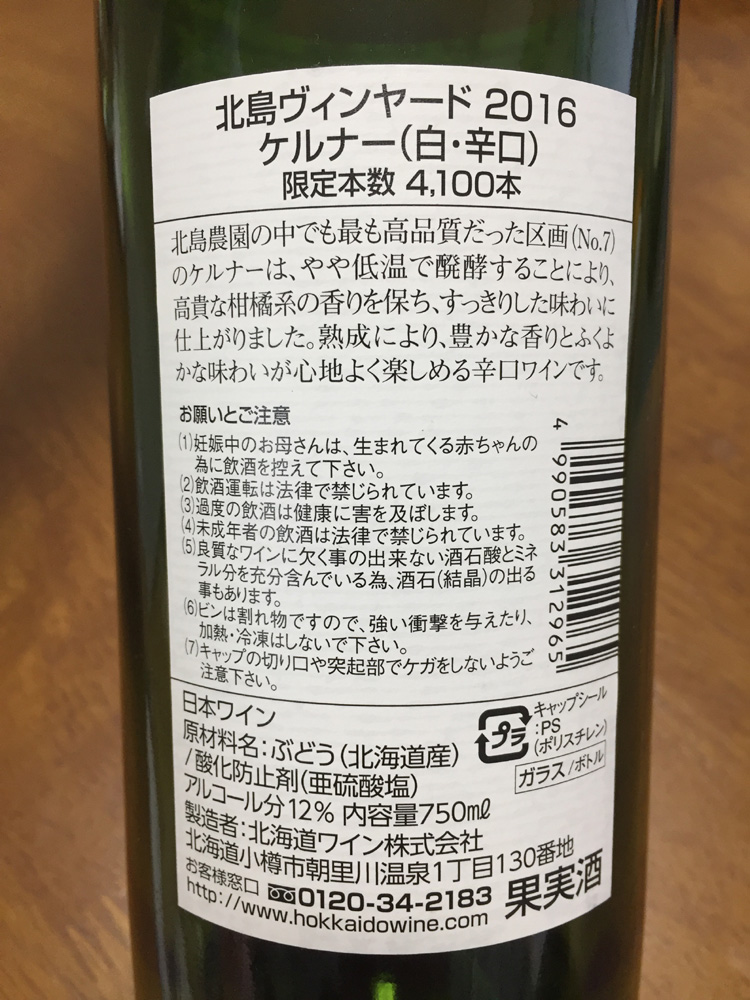 北島ヴィンヤード 2016
ケルナー(白・辛口)
限定本数 4,100本
北島農園の中でも最も高品質だった区画(No.7)
のケルナーは、やや低温で醗酵することにより、
高貴な柑橘系の香りを保ち、すっきりした味わいに
仕上がりました。熟成により、豊かな香りとふくよ
かな味わいが心地よく楽しめる辛口ワインです。
お願いとご注意
(1)妊娠中のお母さんは、生まれてくる赤ちゃんの
為に飲酒を控えて下さい。
(2)飲酒運転は法律で禁じられています。
(3)過度の飲酒は健康に害を及ぼします。
(4)未成年者の飲酒は法律で禁じられています。
(5)良質なワインに欠く事の出来ない酒石酸とミネ
ラル分を充分含んでいる為、酒石(結晶)の出る
事もあります。
(6)ビンは割れ物ですので、強い衝撃を与えたり、
加熱・冷凍はしないで下さい。
(7)キャップの切り口や突起部でケガをしないようご
注意下さい。
4 990583 312965
日本ワイン
原材料名:ぶどう(北海道産)
/酸化防止剤(亜硫酸塩)
アルコール分12% 内容量750mℓ
製造者:北海道ワイン株式会社
北海道小樽市朝里川温泉1丁目130番地
お客様窓口 0120-34-2183
http://www.hokkaidowine.com
果実酒
プラ
キャップシール
:PS
(ポリスチレン)
ガラス/ボトル